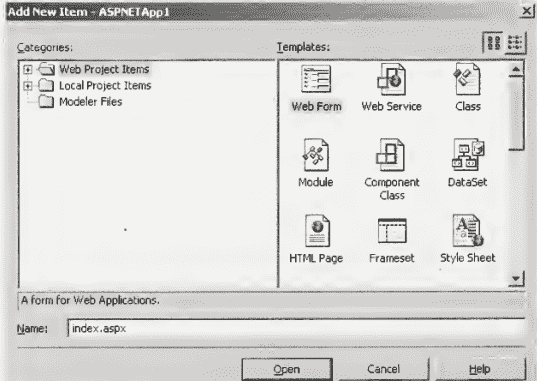 Add New Item - ASPNETApp1
Categories:
Templates:
Web Project Items
Local Project Items
Modeler Files
Web Form
Web Service
Class
Module
Component Class
DataSet
HTML Page
Frameset
Style Sheet
A form for Web Applications.
Name:
index.aspx
Open
Cancel
Help